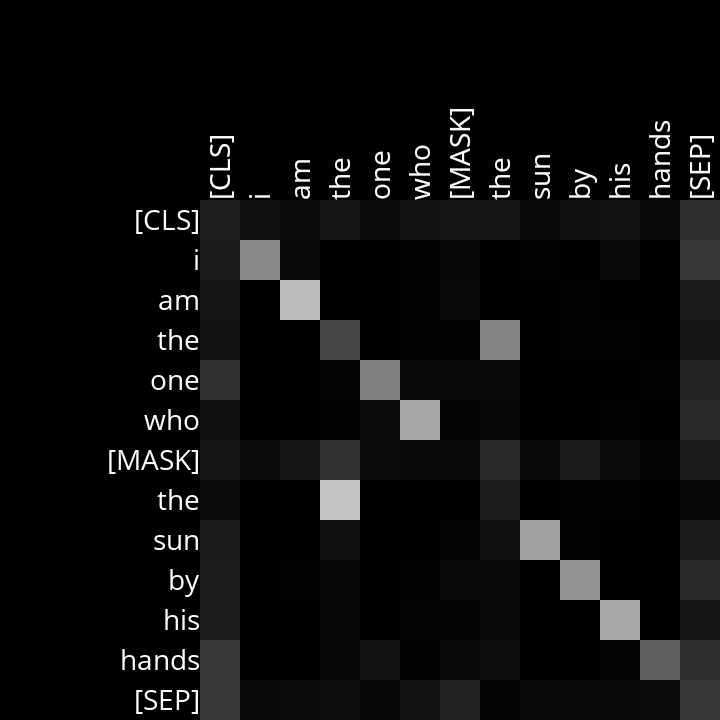 [CLS] i am the one who [MASK] the sun by his hands [SEP]
[CLS]
i
am
the
one
who
[MASK]
the
sun
by
his
hands
[SEP]